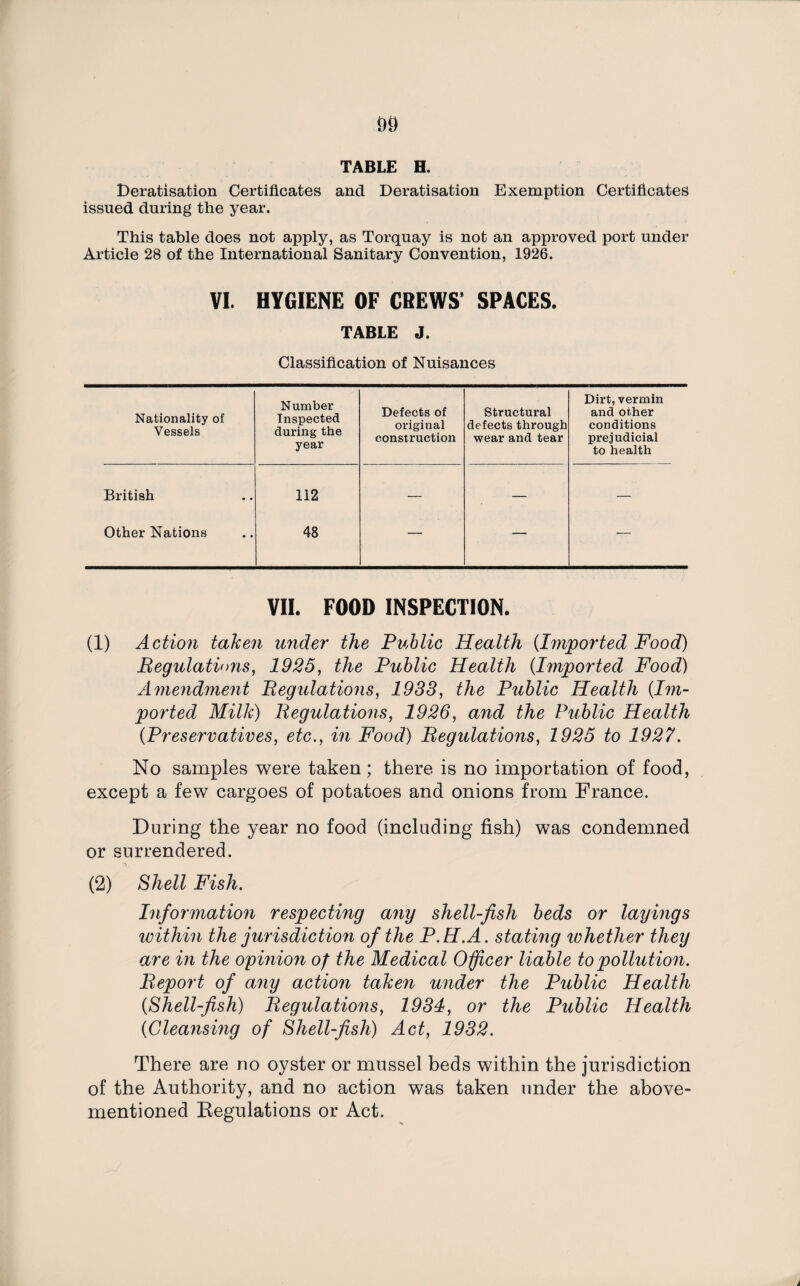 99
TABLE H.
Deratisation Certificates and Deratisation Exemption Certificates
issued during the year.
This table does not apply, as Torquay is not an approved port under
Article 28 of the International Sanitary Convention, 1926.
VI. HYGIENE OF CREWS' SPACES.
TABLE J.
Classification of Nuisances
Nationality of Vessels | Number Inspected during the year | Defects of original construction | Structural defects through wear and tear | Dirt, vermin and other conditions prejudicial to health
British .. 112 — — —
Other Nations .. 48 — — —
VII. FOOD INSPECTION.
(1) Action taken under the Public Health (Imported Food)
Regulations, 1925, the Public Health (Imported Food)
Amendment Regulations, 1933, the Public Health (Im-
ported Milk) Regulations, 1926, and the Public Health
(Preservatives, etc., in Food) Regulations, 1925 to 1927.
No samples were taken; there is no importation of food,
except a few cargoes of potatoes and onions from France.
During the year no food (including fish) was condemned
or surrendered.
(2) Shell Fish.
Information respecting any shell-fish beds or layings
within the jurisdiction of the P.H.A. stating whether they
are in the opinion of the Medical Officer liable to pollution.
Report of any action taken under the Public Health
(Shell-fish) Regulations, 1934, or the Public Health
(Cleansing of Shell-fish) Act, 1932.
There are no oyster or mussel beds within the jurisdiction
of the Authority, and no action was taken under the above-
mentioned Regulations or Act.